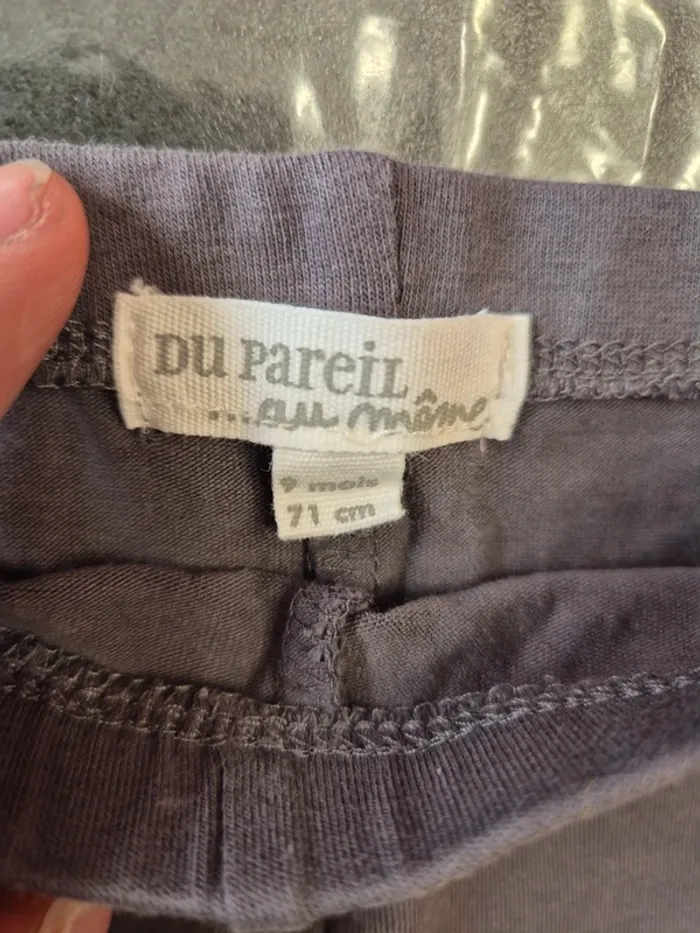 DU PAREIL
...au même
9 mois
71 cm